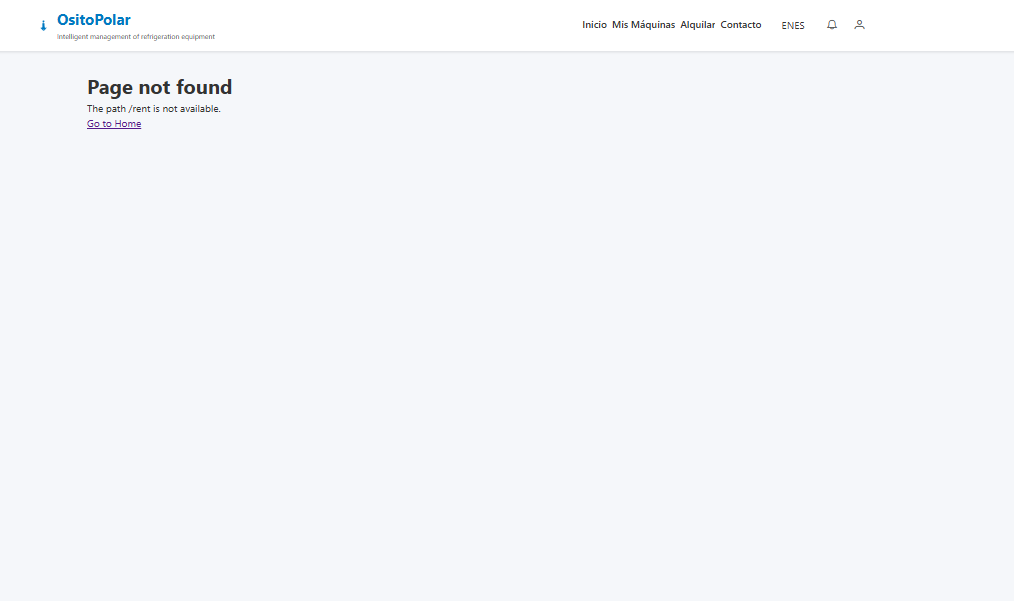 OsitoPolar
Intelligent management of refrigeration equipment
Inicio Mis Máquinas Alquilar Contacto ENES
Page not found
The path /rent is not available.
Go to Home